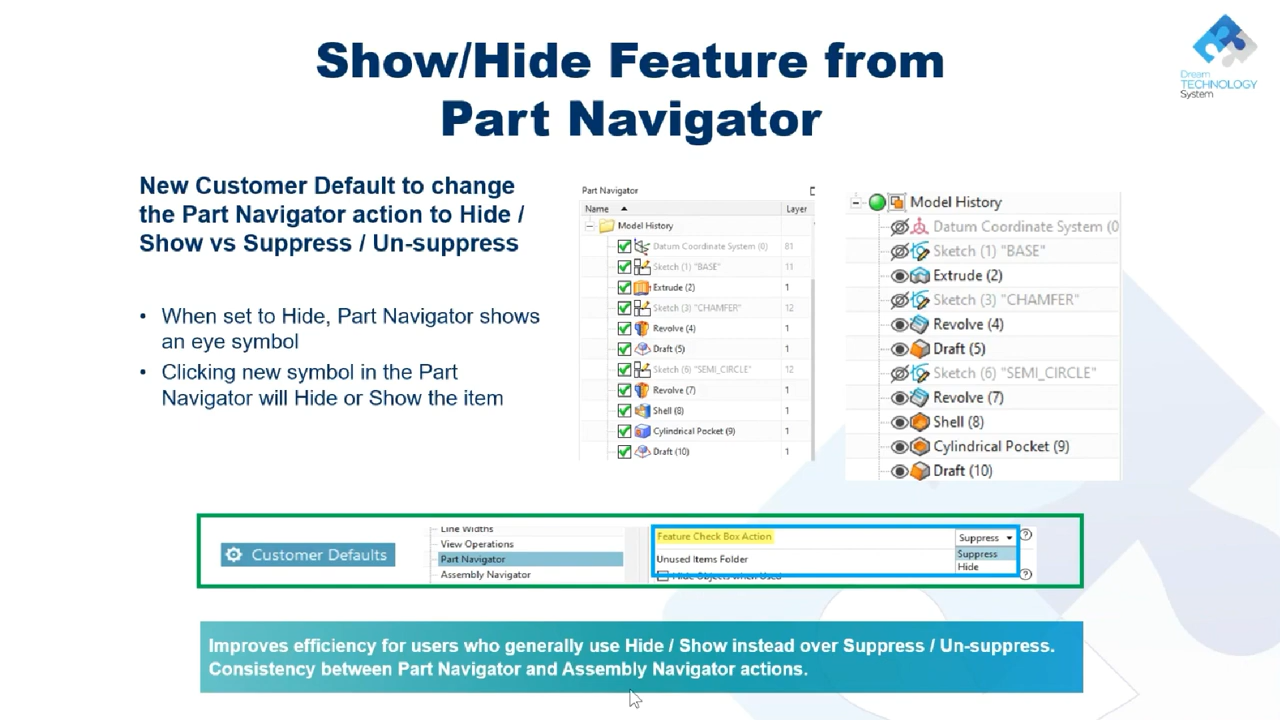 Show/Hide Feature from
Part Navigator
Dream
TECHNOLOGY
System
New Customer Default to change
the Part Navigator action to Hide /
Show vs Suppress / Un-suppress
• When set to Hide, Part Navigator shows
an eye symbol
• Clicking new symbol in the Part
Navigator will Hide or Show the item
Part Navigator
Name Layer
Model History
Datum Coordinate System (0) 81
Sketch (1) "BASE" 11
Extrude (2) 1
Sketch (3) "CHAMFER" 12
Revolve (4) 1
Draft (5) 1
Sketch (6) "SEMI_CIRCLE" 12
Revolve (7) 1
Shell (8) 1
Cylindrical Pocket (9) 1
Draft (10) 1
Model History
Datum Coordinate System (0
Sketch (1) "BASE"
Extrude (2)
Sketch (3) "CHAMFER"
Revolve (4)
Draft (5)
Sketch (6) "SEMI_CIRCLE"
Revolve (7)
Shell (8)
Cylindrical Pocket (9)
Draft (10)
Customer Defaults
Line Widths
View Operations
Part Navigator
Assembly Navigator
Feature Check Box Action Suppress
Suppress
Unused Items Folder
Hide
Hide Objects when Used
Improves efficiency for users who generally use Hide / Show instead over Suppress / Un-suppress.
Consistency between Part Navigator and Assembly Navigator actions.